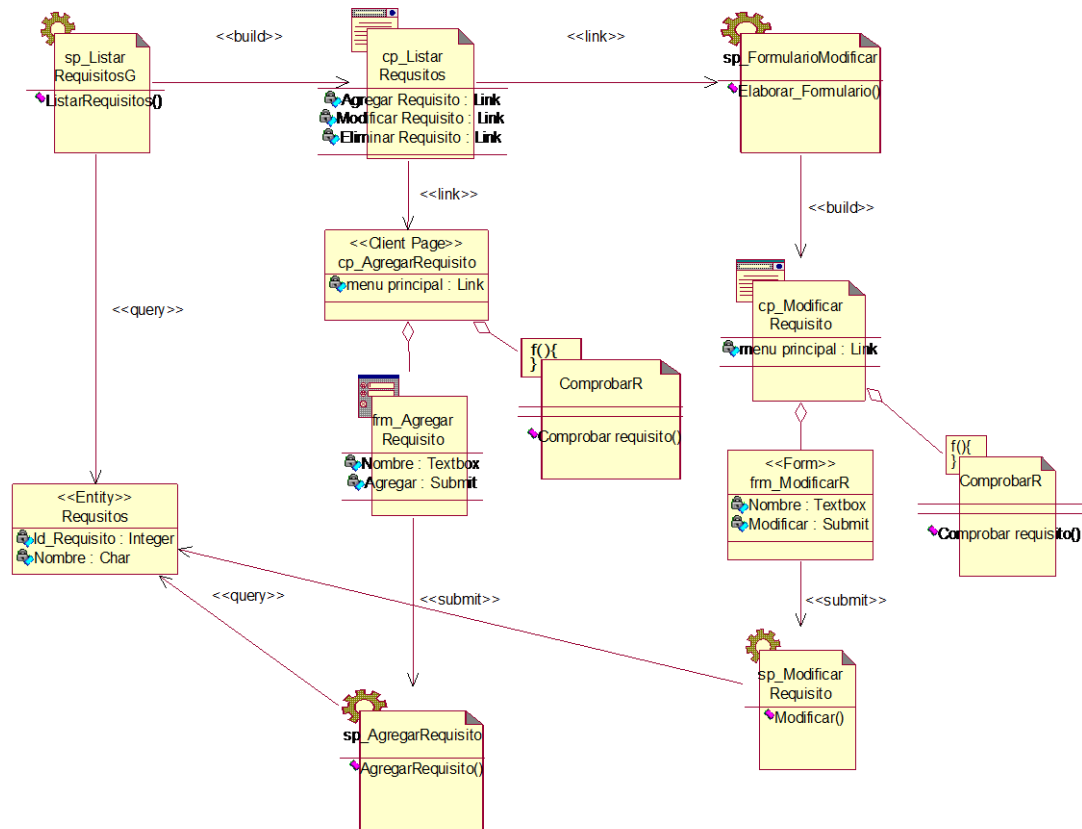 sp_Listar
RequisitosG
ListarRequisitos()
<<build>>
cp_Listar
Requsitos
Agregar Requisito : Link
Modificar Requisito : Link
Eliminar Requisito : Link
<<link>>
sp_FormularioModificar
Elaborar_Formulario()
<<link>>
<<build>>
<<Client Page>>
cp_AgregarRequisito
menu principal : Link
<<query>>
cp_Modificar
Requisito
menu principal : Link
f(){
}
ComprobarR
Comprobar requisito()
frm_Agregar
Requisito
Nombre : Textbox
Agregar : Submit
<<Form>>
frm_ModificarR
Nombre : Textbox
Modificar : Submit
f(){
}
ComprobarR
Comprobar requisito()
<<Entity>>
Requsitos
Id_Requisito : Integer
Nombre : Char
<<query>>
<<submit>>
<<submit>>
sp_Modificar
Requisito
Modificar()
sp_AgregarRequisito
AgregarRequisito()